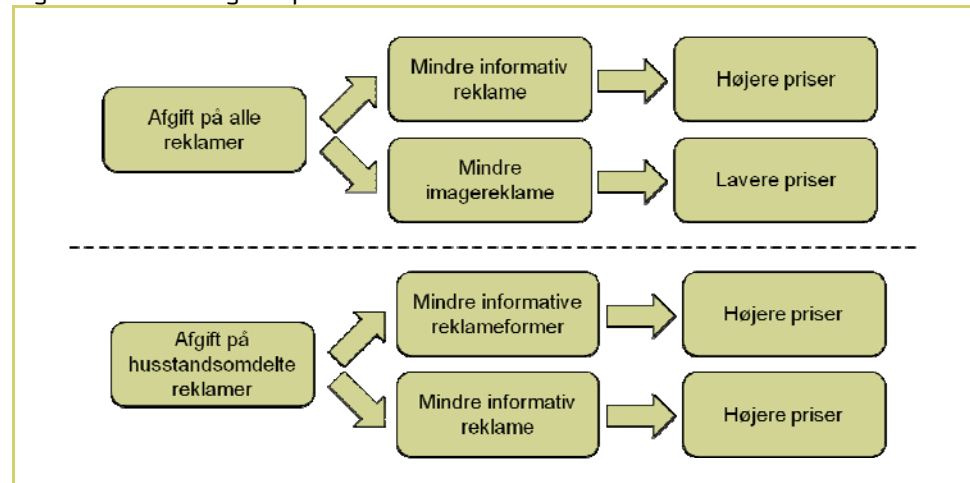 Mindre informativ
reklame
Højere priser
Afgift på alle
reklamer
Mindre
imagereklame
Lavere priser
Mindre informative
reklameformer
Højere priser
Afgift på
husstandsomdelte
reklamer
Mindre informativ
reklame
Højere priser